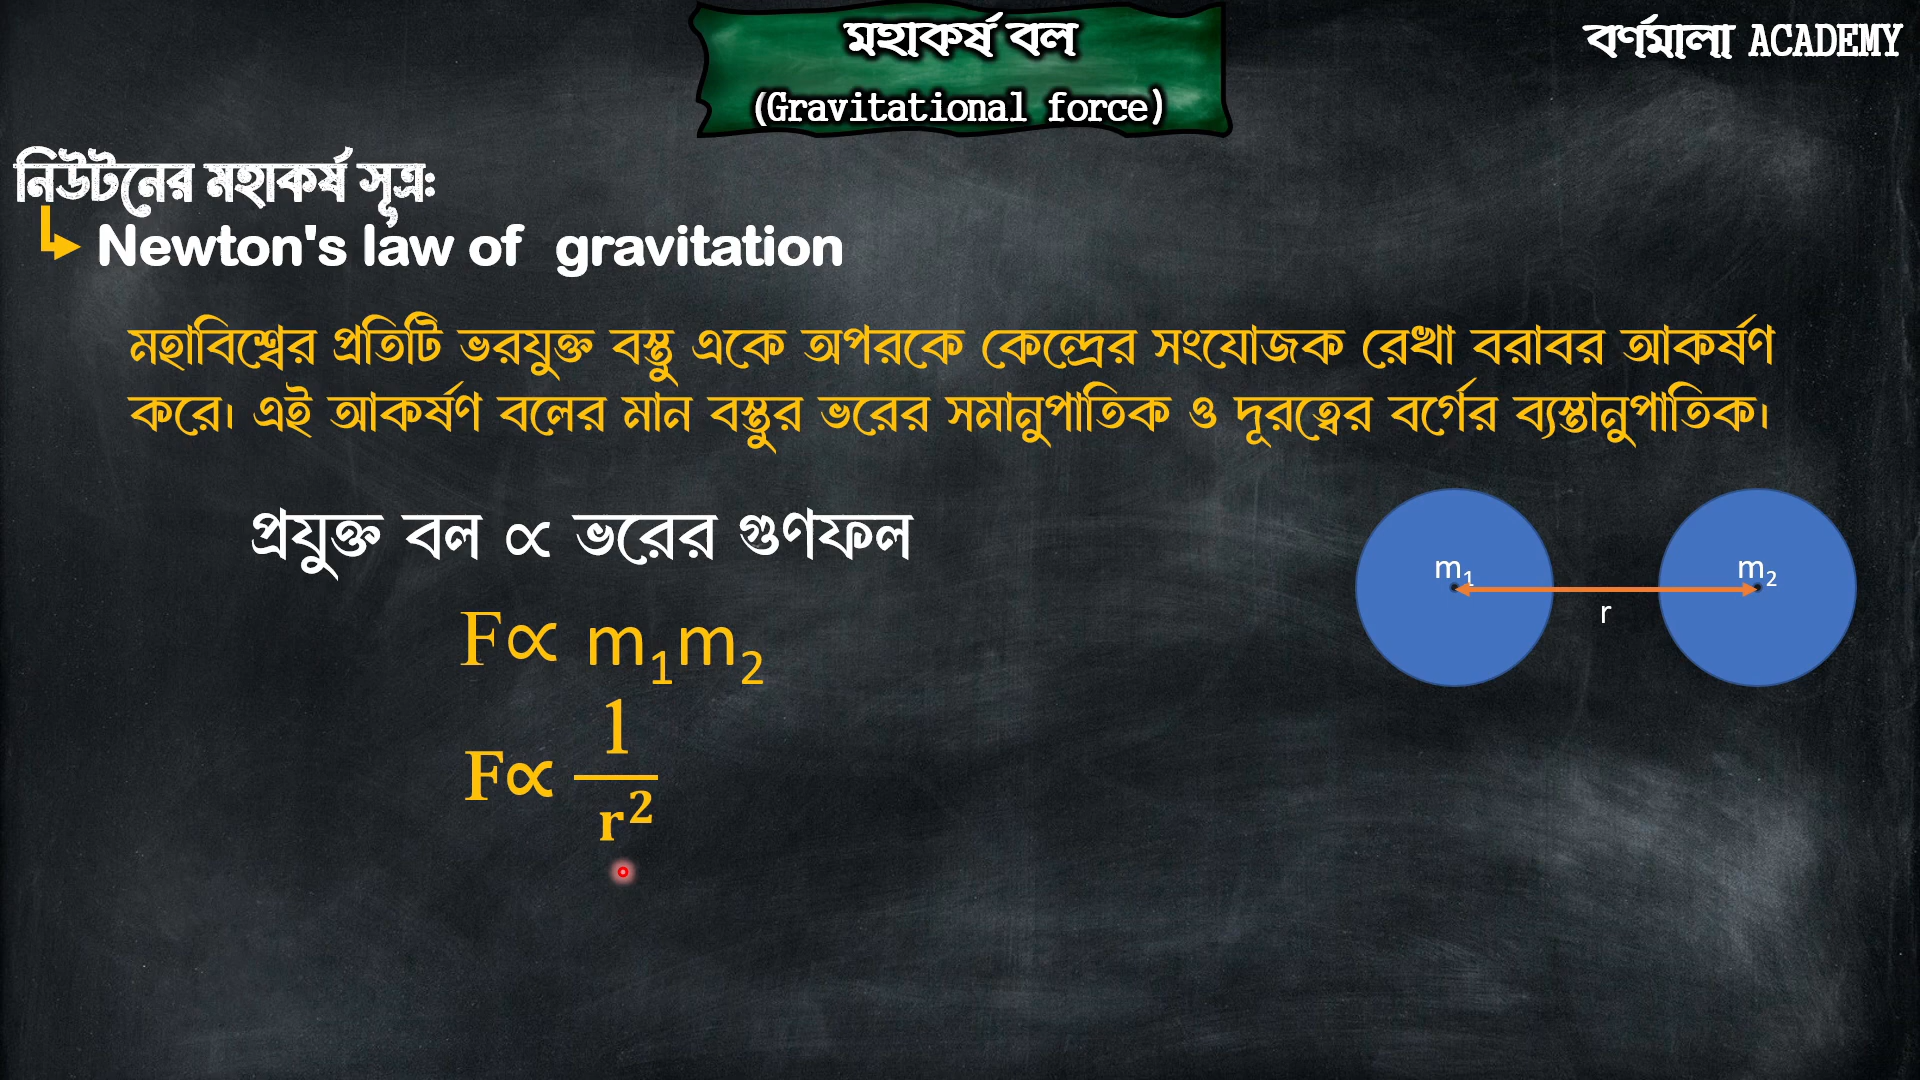 মহাকর্ষ বল
(Gravitational force)
বর্ণমালা ACADEMY
নিউটনের মহাকর্ষ সূত্রঃ
Newton's law of gravitation
মহাবিশ্বের প্রতিটি ভরযুক্ত বস্তু একে অপরকে কেন্দ্রের সংযোজক রেখা বরাবর আকর্ষণ
করে। এই আকর্ষণ বলের মান বস্তুর ভরের সমানুপাতিক ও দূরত্বের বর্গের ব্যস্তানুপাতিক।
প্রযুক্ত বল ∝ ভরের গুণফল
F∝ m₁m₂
F∝ 1/r²
m₁
m₂
r